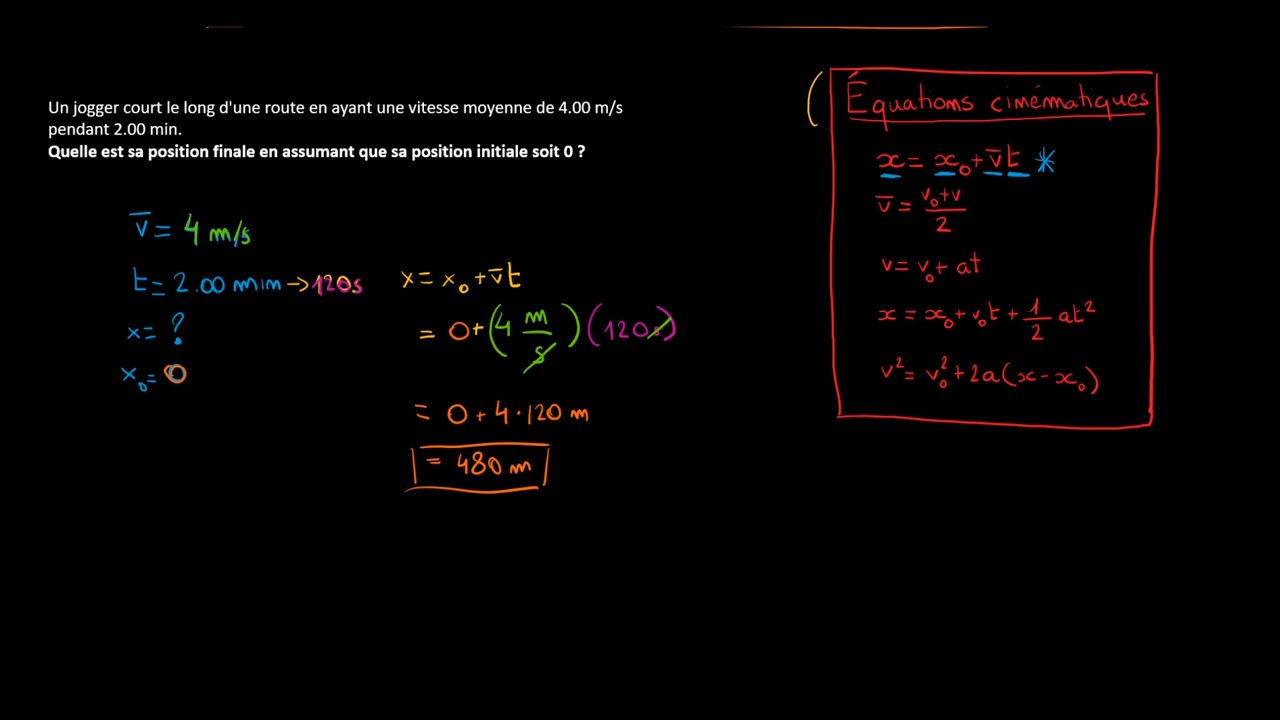 Un jogger court le long d'une route en ayant une vitesse moyenne de 4.00 m/s
pendant 2.00 min.
Quelle est sa position finale en assumant que sa position initiale soit 0 ?
v̅ = 4 m/s
t = 2.00 min → 120s
x = ?
x₀ = 0
x = x₀ + v̅t
= 0 + (4 m/s) (120s)
= 0 + 4 · 120 m
= 480 m
(
Équations cinématiques
x = x₀ + v̅t *
v̅ = (v₀+v)/2
v = v₀ + at
x = x₀ + v₀t + 1/2 at²
v² = v₀² + 2a(x − x₀)